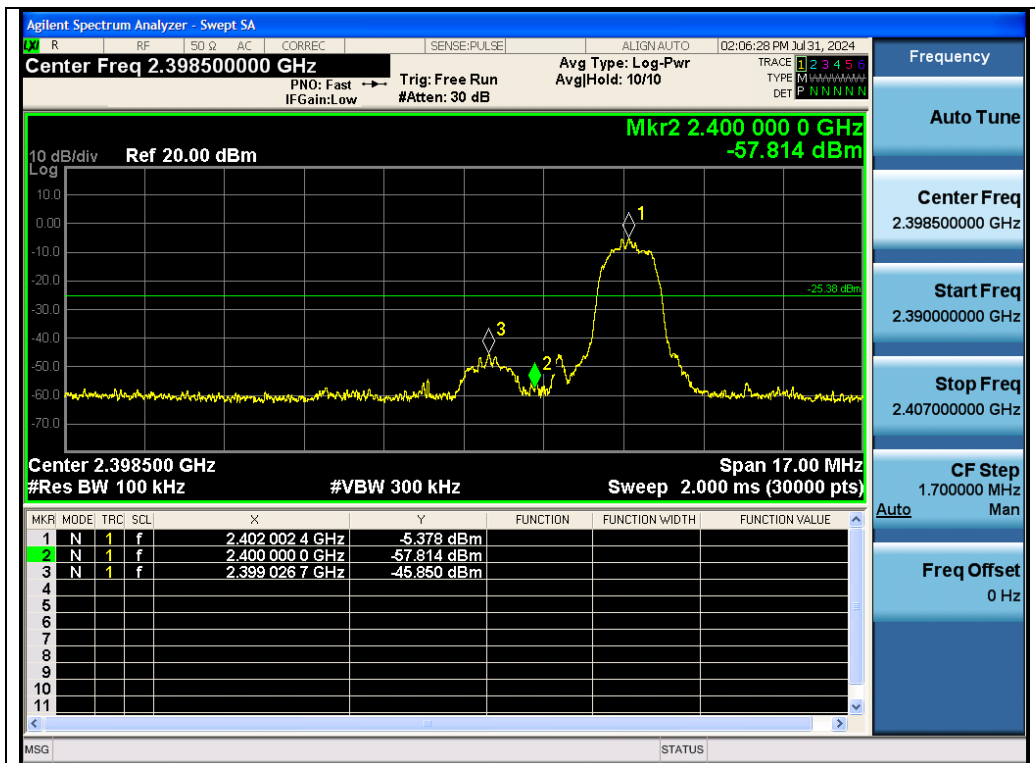 Agilent Spectrum Analyzer - Swept SA
LXI R RF 50 Ω AC CORREC SENSE:PULSE ALIGN AUTO 02:06:28 PM Jul 31, 2024
Center Freq 2.398500000 GHz
PNO: Fast
IFGain:Low
Trig: Free Run
#Atten: 30 dB
Avg Type: Log-Pwr
Avg|Hold: 10/10
TRACE 1 2 3 4 5 6
TYPE M
DET P N N N N N
Mkr2 2.400 000 0 GHz
-57.814 dBm
10 dB/div Ref 20.00 dBm
Log
10.0
0.00
-10.0
-20.0
-30.0
-40.0
-50.0
-60.0
-70.0
1
-25.38 dBm
3
2
Center 2.398500 GHz Span 17.00 MHz
#Res BW 100 kHz #VBW 300 kHz Sweep 2.000 ms (30000 pts)
MKR MODE TRC SCL X Y FUNCTION FUNCTION WIDTH FUNCTION VALUE
1 N 1 f 2.402 002 4 GHz -5.378 dBm
2 N 1 f 2.400 000 0 GHz -57.814 dBm
3 N 1 f 2.399 026 7 GHz -45.850 dBm
4
5
6
7
8
9
10
11
MSG STATUS
Frequency
Auto Tune
Center Freq
2.398500000 GHz
Start Freq
2.390000000 GHz
Stop Freq
2.407000000 GHz
CF Step
1.700000 MHz
Auto Man
Freq Offset
0 Hz